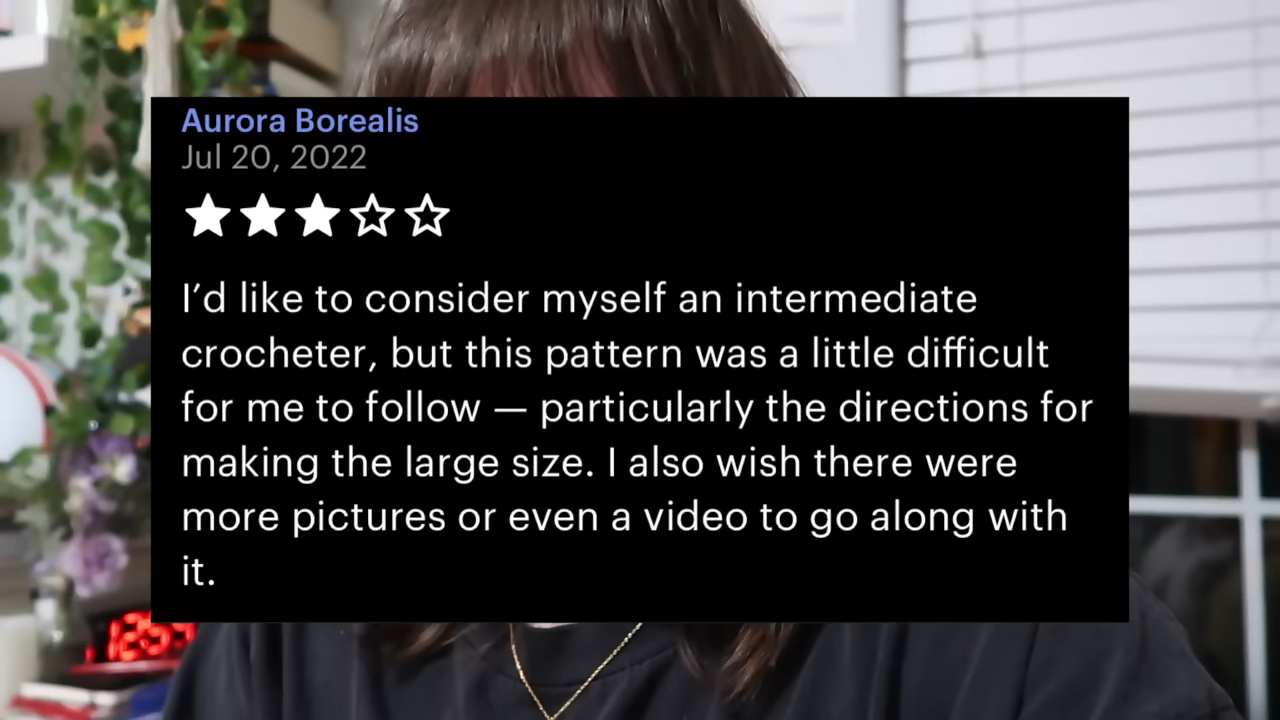 Aurora Borealis
Jul 20, 2022
I’d like to consider myself an intermediate
crocheter, but this pattern was a little difficult
for me to follow — particularly the directions for
making the large size. I also wish there were
more pictures or even a video to go along with
it.
12:59